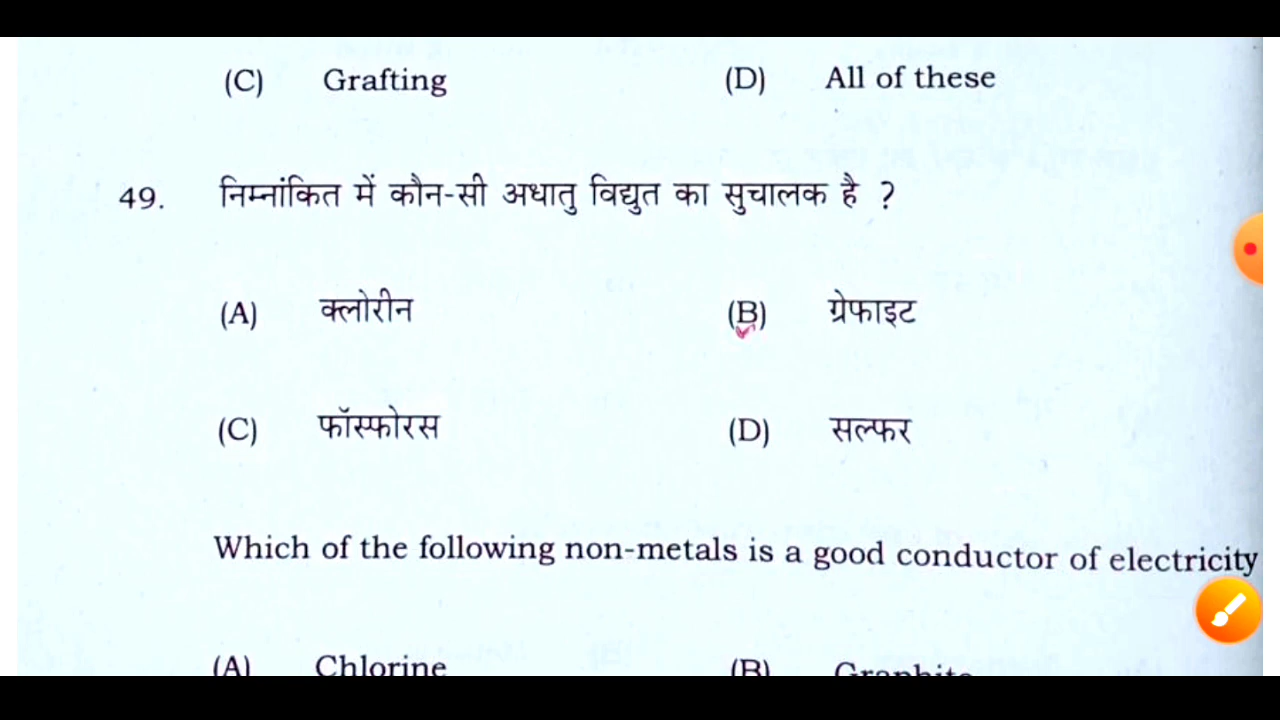 (C) Grafting (D) All of these
49. निम्नांकित में कौन-सी अधातु विद्युत का सुचालक है ?
(A) क्लोरीन (B) ग्रेफाइट
(C) फॉस्फोरस (D) सल्फर
Which of the following non-metals is a good conductor of electricity
(A) Chlorine (B) Graphite